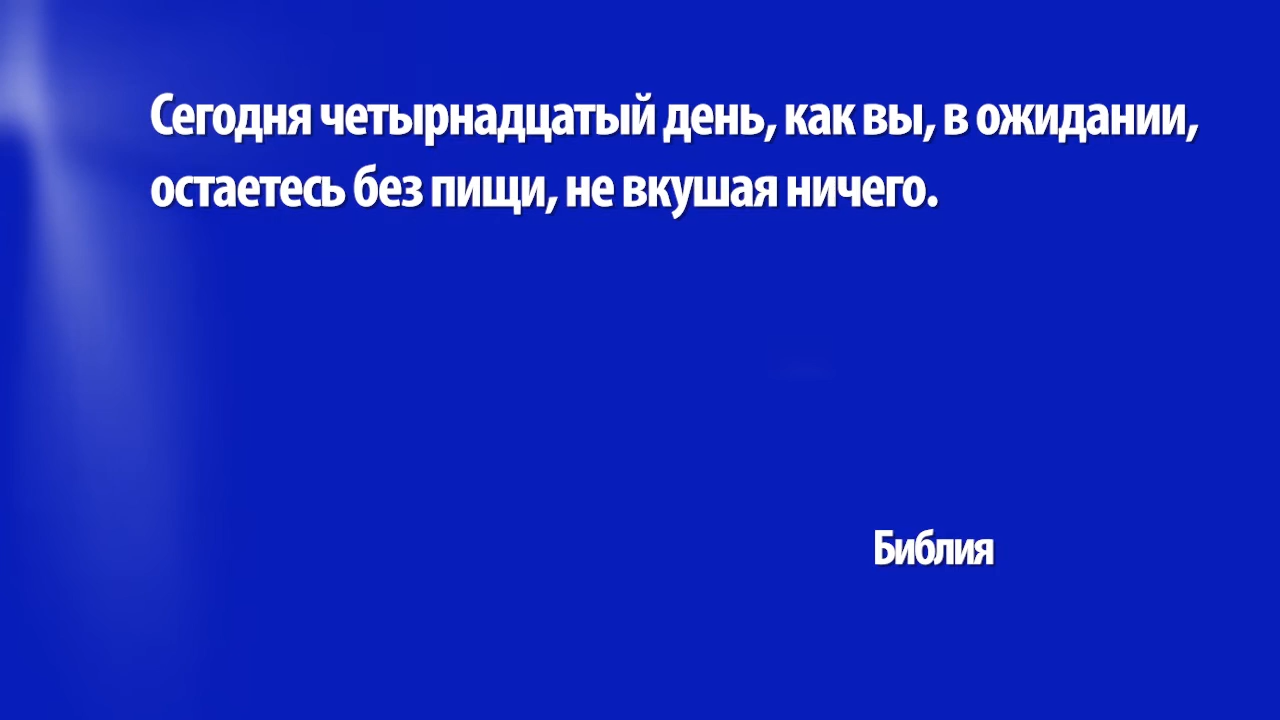 Сегодня четырнадцатый день, как вы, в ожидании,
остаетесь без пищи, не вкушая ничего.
Библия